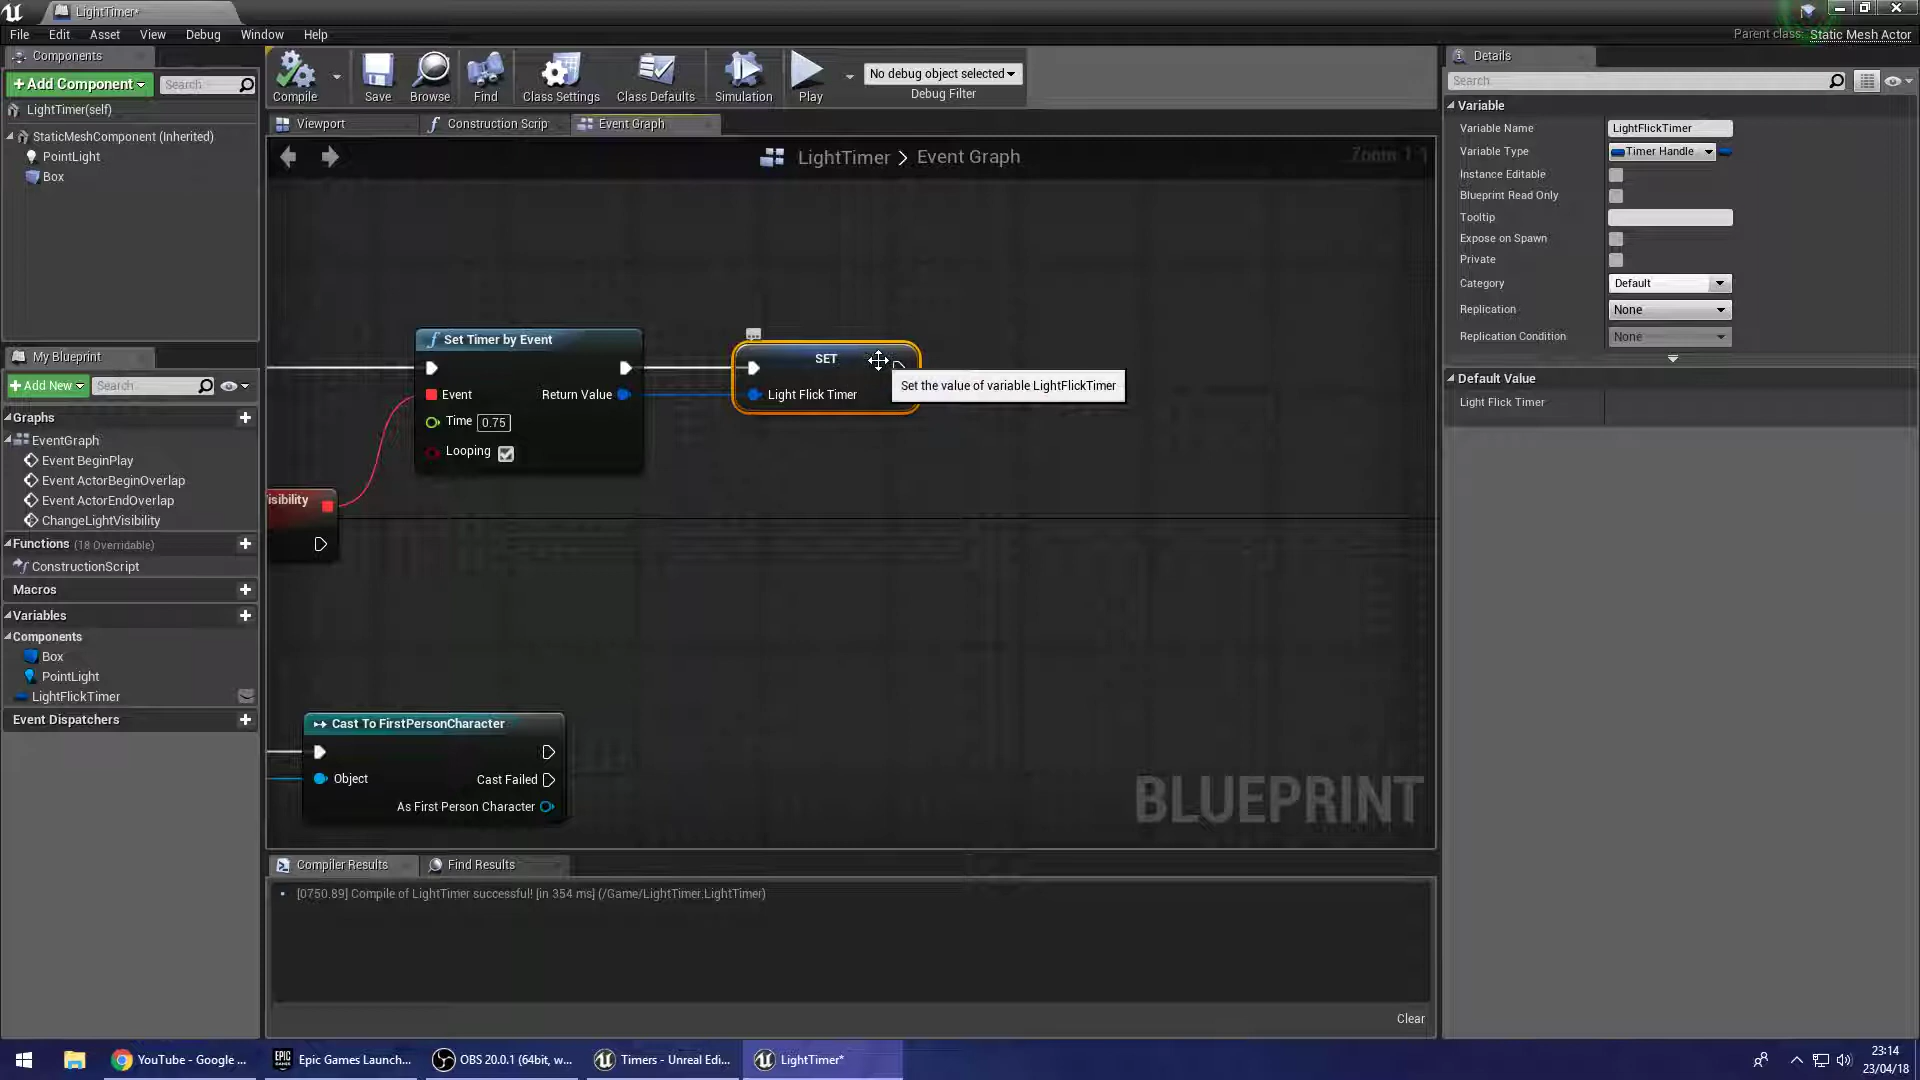 LightTimer*
File Edit Asset View Debug Window Help
Parent class: Static Mesh Actor
Components
+Add Component Search
LightTimer(self)
StaticMeshComponent (Inherited)
PointLight
Box
Compile Save Browse Find Class Settings Class Defaults Simulation Play
No debug object selected
Debug Filter
Viewport Construction Scrip Event Graph
LightTimer > Event Graph
Zoom 1:1
Set Timer by Event
Event Return Value
Time 0.75
Looping
SET
Light Flick Timer
Set the value of variable LightFlickTimer
isibility
Cast To FirstPersonCharacter
Object Cast Failed
As First Person Character
BLUEPRINT
My Blueprint
+Add New Search
Graphs
EventGraph
Event BeginPlay
Event ActorBeginOverlap
Event ActorEndOverlap
ChangeLightVisibility
Functions (18 Overridable)
ConstructionScript
Macros
Variables
Components
Box
PointLight
LightFlickTimer
Event Dispatchers
Compiler Results Find Results
[0750.89] Compile of LightTimer successful! [in 354 ms] (/Game/LightTimer.LightTimer)
Clear
Details
Search
Variable
Variable Name LightFlickTimer
Variable Type Timer Handle
Instance Editable
Blueprint Read Only
Tooltip
Expose on Spawn
Private
Category Default
Replication None
Replication Condition None
Default Value
Light Flick Timer
YouTube - Google ... Epic Games Launch... OBS 20.0.1 (64bit, w... Timers - Unreal Edi... LightTimer*
23:14
23/04/18